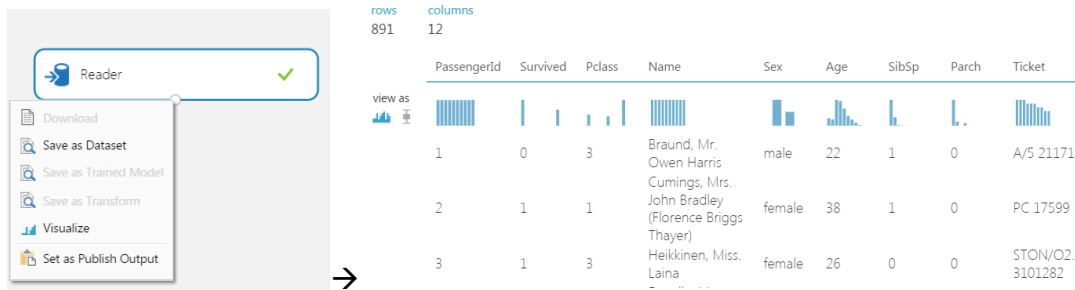 Reader
Download
Save as Dataset
Save as Trained Model
Save as Transform
Visualize
Set as Publish Output
→
rows columns
891 12
PassengerId Survived Pclass Name Sex Age SibSp Parch Ticket
view as
1 0 3 Braund, Mr. Owen Harris male 22 1 0 A/5 21171
2 1 1 Cumings, Mrs. John Bradley (Florence Briggs Thayer) female 38 1 0 PC 17599
3 1 3 Heikkinen, Miss. Laina female 26 0 0 STON/O2. 3101282